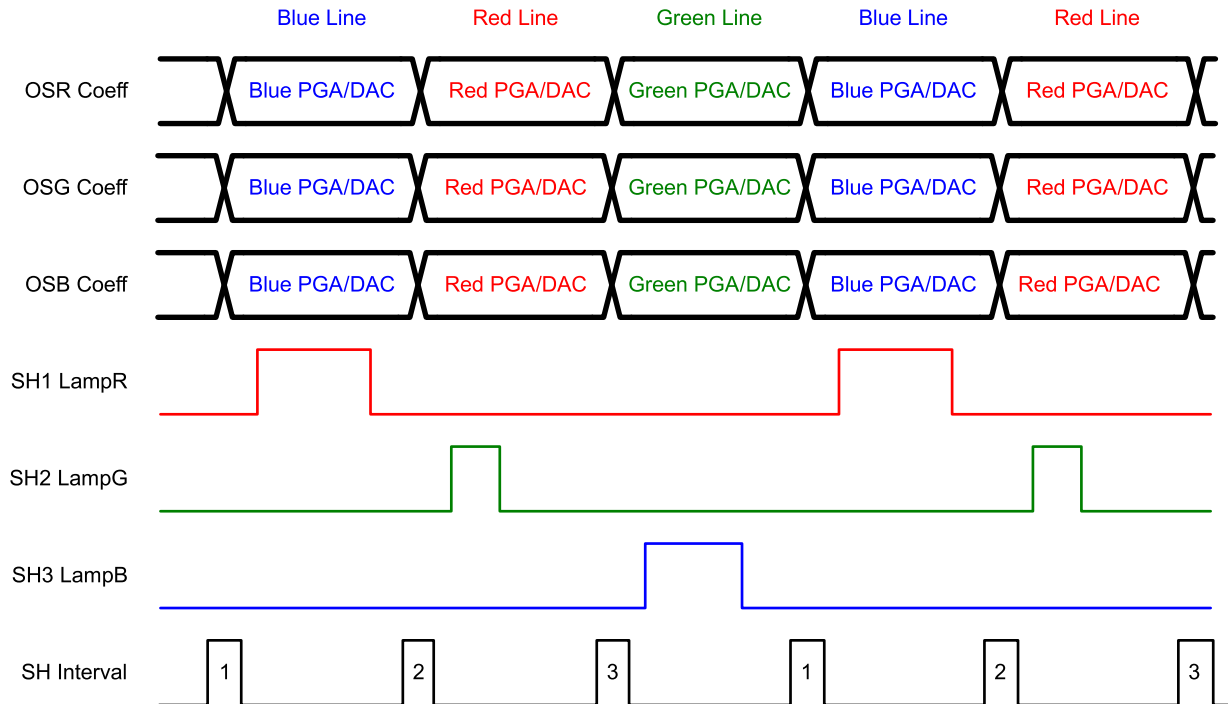 Blue Line Red Line Green Line Blue Line Red Line
OSR Coeff Blue PGA/DAC Red PGA/DAC Green PGA/DAC Blue PGA/DAC Red PGA/DAC
OSG Coeff Blue PGA/DAC Red PGA/DAC Green PGA/DAC Blue PGA/DAC Red PGA/DAC
OSB Coeff Blue PGA/DAC Red PGA/DAC Green PGA/DAC Blue PGA/DAC Red PGA/DAC
SH1 LampR
SH2 LampG
SH3 LampB
SH Interval 1 2 3 1 2 3